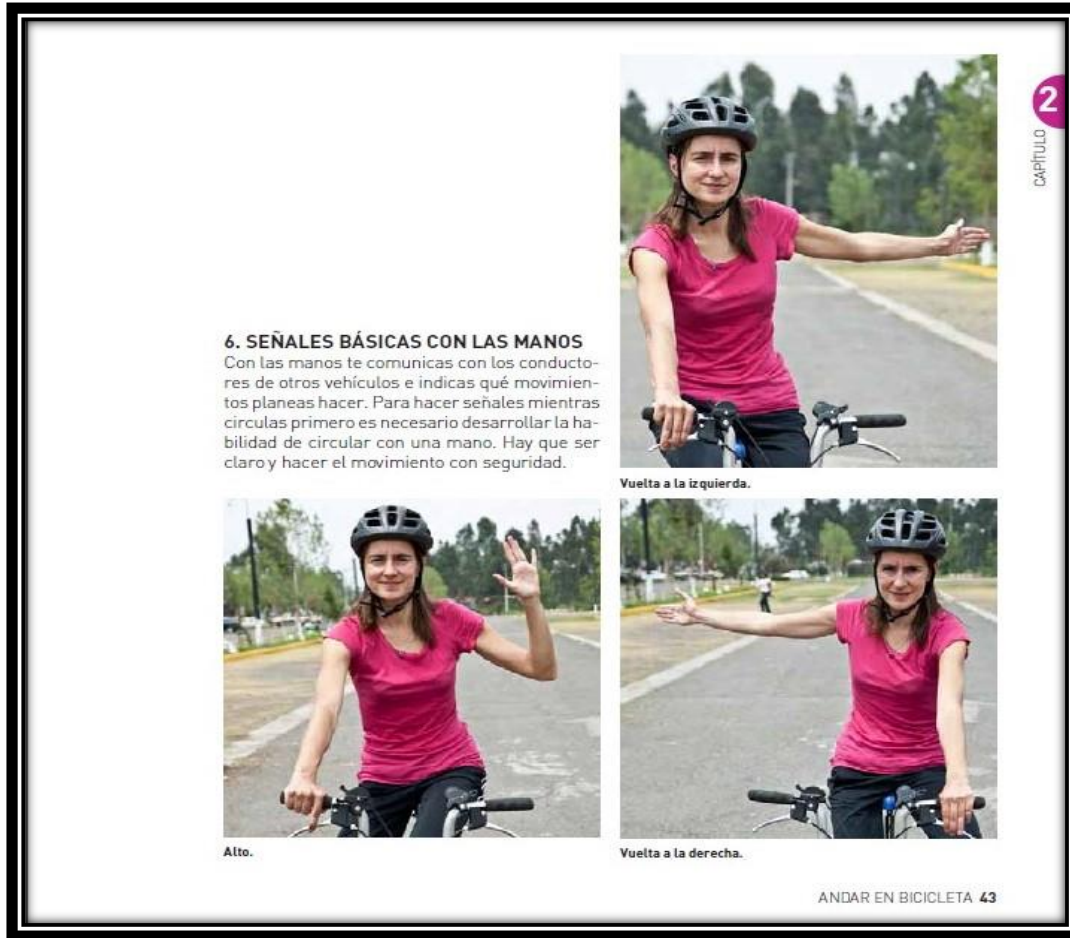 2
CAPÍTULO
6. SEÑALES BÁSICAS CON LAS MANOS
Con las manos te comunicas con los conducto-
res de otros vehículos e indicas qué movimien-
tos planeas hacer. Para hacer señales mientras
circulas primero es necesario desarrollar la ha-
bilidad de circular con una mano. Hay que ser
claro y hacer el movimiento con seguridad.
Vuelta a la izquierda.
Alto.
Vuelta a la derecha.
ANDAR EN BICICLETA 43